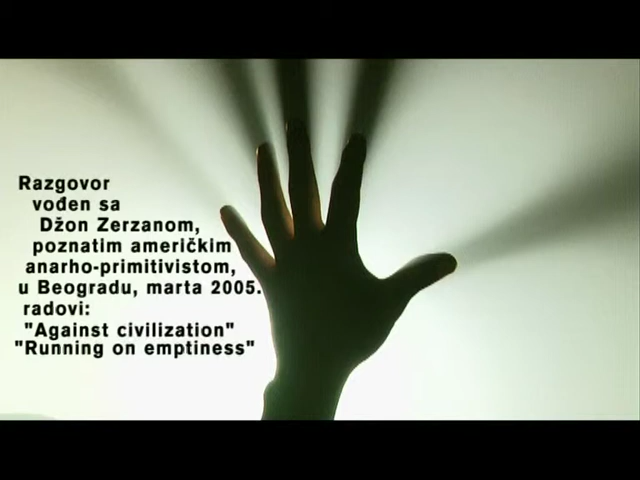 Razgovor
vođen sa
Džon Zerzanom,
poznatim američkim
anarho-primitivistom,
u Beogradu, marta 2005.
radovi:
"Against civilization"
"Running on emptiness"